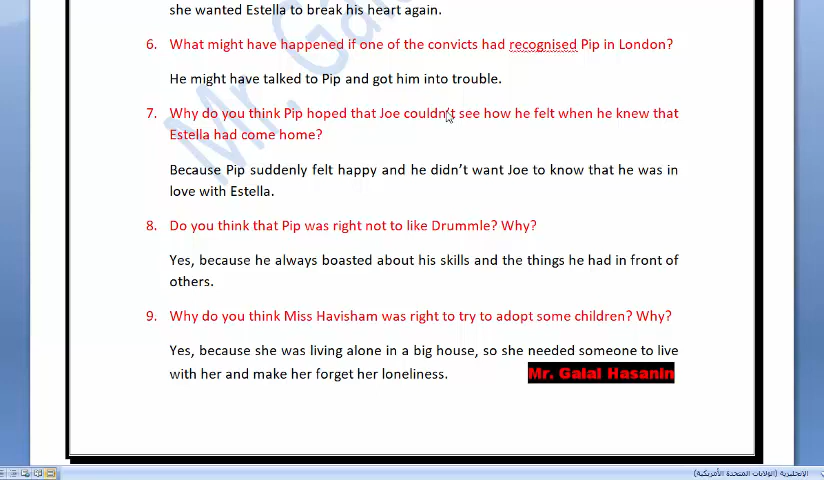 she wanted Estella to break his heart again.
6. What might have happened if one of the convicts had recognised Pip in London?
He might have talked to Pip and got him into trouble.
7. Why do you think Pip hoped that Joe couldn't see how he felt when he knew that
Estella had come home?
Because Pip suddenly felt happy and he didn't want Joe to know that he was in
love with Estella.
8. Do you think that Pip was right not to like Drummle? Why?
Yes, because he always boasted about his skills and the things he had in front of
others.
9. Why do you think Miss Havisham was right to try to adopt some children? Why?
Yes, because she was living alone in a big house, so she needed someone to live
with her and make her forget her loneliness. Mr. Galal Hasanin
الإنجليزية (الولايات المتحدة الأمريكية)